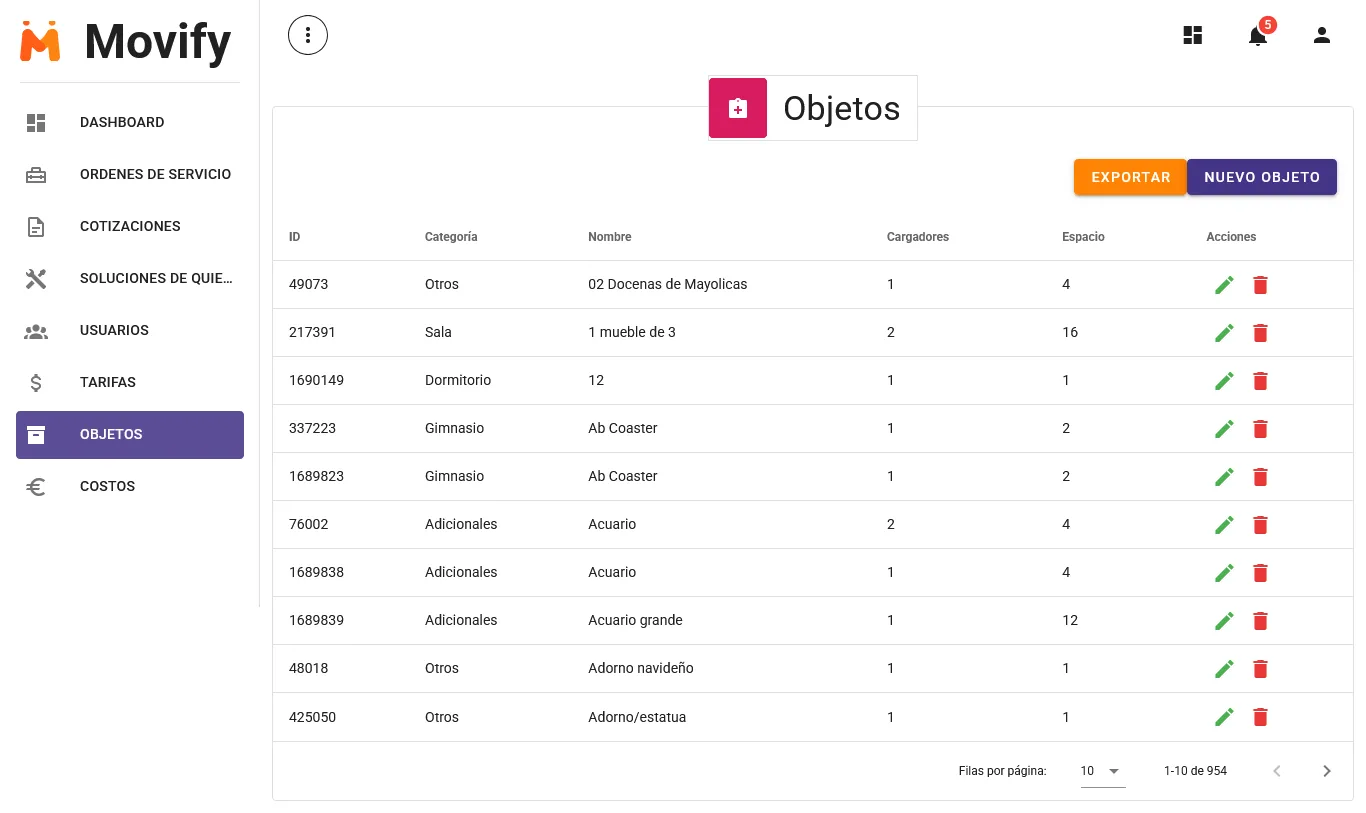 Movify
5
DASHBOARD
ORDENES DE SERVICIO
COTIZACIONES
SOLUCIONES DE QUIE...
USUARIOS
TARIFAS
OBJETOS
COSTOS
Objetos
EXPORTAR NUEVO OBJETO
ID Categoría Nombre Cargadores Espacio Acciones
49073 Otros 02 Docenas de Mayolicas 1 4
217391 Sala 1 mueble de 3 2 16
1690149 Dormitorio 12 1 1
337223 Gimnasio Ab Coaster 1 2
1689823 Gimnasio Ab Coaster 1 2
76002 Adicionales Acuario 2 4
1689838 Adicionales Acuario 1 4
1689839 Adicionales Acuario grande 1 12
48018 Otros Adorno navideño 1 1
425050 Otros Adorno/estatua 1 1
Filas por página: 10 1-10 de 954